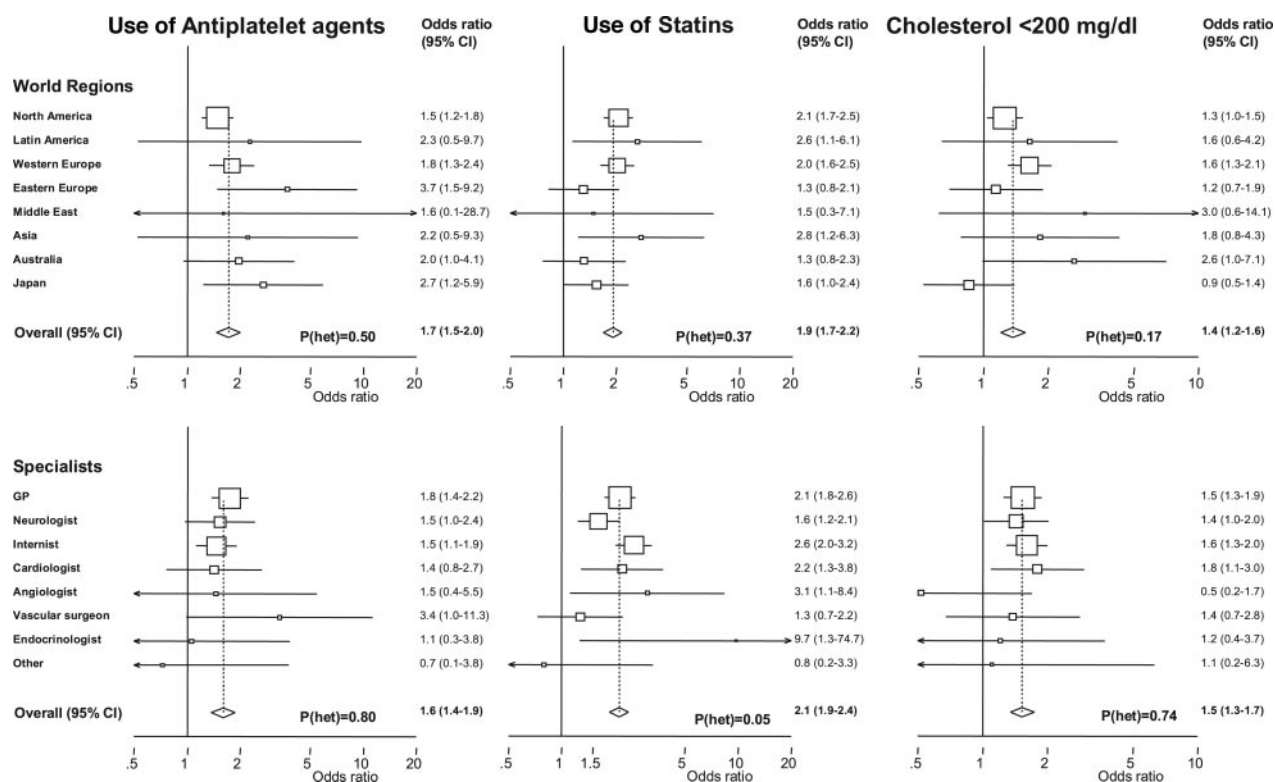 Use of Antiplatelet agents Odds ratio (95% CI) Use of Statins Odds ratio (95% CI) Cholesterol <200 mg/dl Odds ratio (95% CI)
World Regions
North America 1.5 (1.2-1.8) 2.1 (1.7-2.5) 1.3 (1.0-1.5)
Latin America 2.3 (0.5-9.7) 2.6 (1.1-6.1) 1.6 (0.6-4.2)
Western Europe 1.8 (1.3-2.4) 2.0 (1.6-2.5) 1.6 (1.3-2.1)
Eastern Europe 3.7 (1.5-9.2) 1.3 (0.8-2.1) 1.2 (0.7-1.9)
Middle East 1.6 (0.1-28.7) 1.5 (0.3-7.1) 3.0 (0.6-14.1)
Asia 2.2 (0.5-9.3) 2.8 (1.2-6.3) 1.8 (0.8-4.3)
Australia 2.0 (1.0-4.1) 1.3 (0.8-2.3) 2.6 (1.0-7.1)
Japan 2.7 (1.2-5.9) 1.6 (1.0-2.4) 0.9 (0.5-1.4)
Overall (95% CI) P(het)=0.50 1.7 (1.5-2.0) P(het)=0.37 1.9 (1.7-2.2) P(het)=0.17 1.4 (1.2-1.6)
.5 1 2 5 10 20 .5 1 2 5 10 20 .5 1 2 5 10
Odds ratio Odds ratio Odds ratio
Specialists
GP 1.8 (1.4-2.2) 2.1 (1.8-2.6) 1.5 (1.3-1.9)
Neurologist 1.5 (1.0-2.4) 1.6 (1.2-2.1) 1.4 (1.0-2.0)
Internist 1.5 (1.1-1.9) 2.6 (2.0-3.2) 1.6 (1.3-2.0)
Cardiologist 1.4 (0.8-2.7) 2.2 (1.3-3.8) 1.8 (1.1-3.0)
Angiologist 1.5 (0.4-5.5) 3.1 (1.1-8.4) 0.5 (0.2-1.7)
Vascular surgeon 3.4 (1.0-11.3) 1.3 (0.7-2.2) 1.4 (0.7-2.8)
Endocrinologist 1.1 (0.3-3.8) 9.7 (1.3-74.7) 1.2 (0.4-3.7)
Other 0.7 (0.1-3.8) 0.8 (0.2-3.3) 1.1 (0.2-6.3)
Overall (95% CI) P(het)=0.80 1.6 (1.4-1.9) P(het)=0.05 2.1 (1.9-2.4) P(het)=0.74 1.5 (1.3-1.7)
.5 1 2 5 10 20 .5 1 1.5 5 10 20 .5 1 2 5 10
Odds ratio Odds ratio Odds ratio